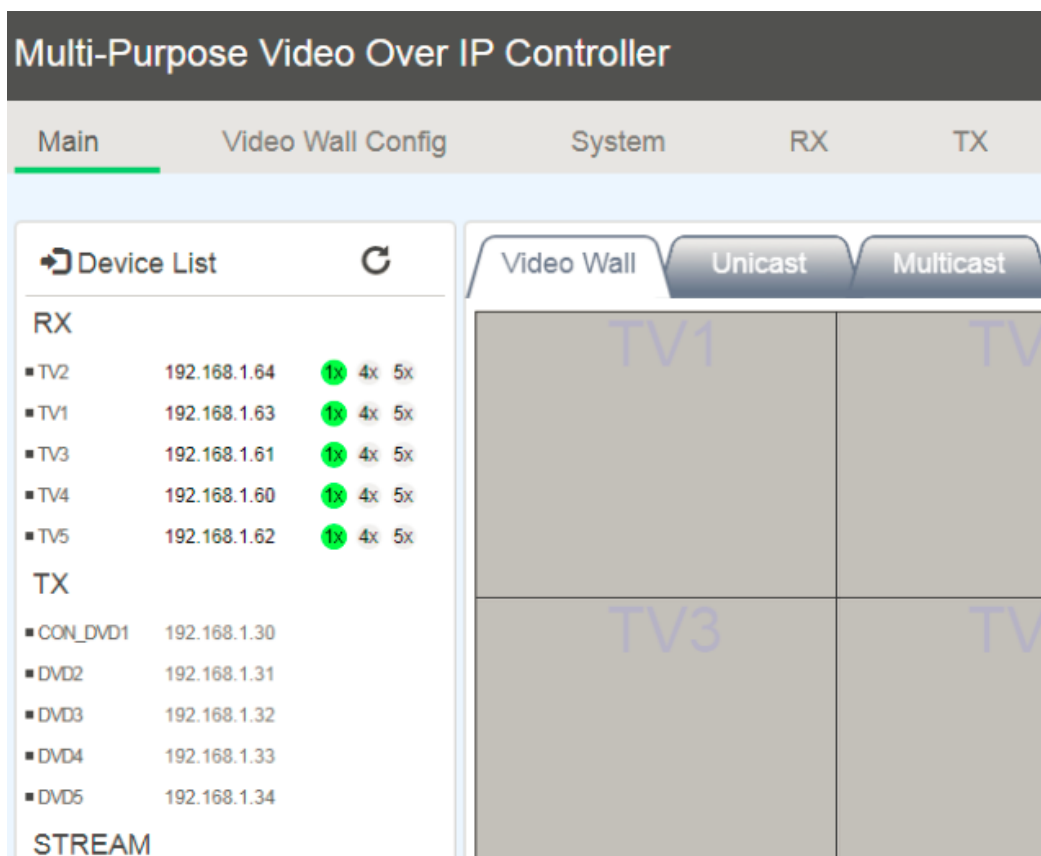 Multi-Purpose Video Over IP Controller
Main Video Wall Config System RX TX
Device List
RX
TV2 192.168.1.64 1x 4x 5x
TV1 192.168.1.63 1x 4x 5x
TV3 192.168.1.61 1x 4x 5x
TV4 192.168.1.60 1x 4x 5x
TV5 192.168.1.62 1x 4x 5x
TX
CON_DVD1 192.168.1.30
DVD2 192.168.1.31
DVD3 192.168.1.32
DVD4 192.168.1.33
DVD5 192.168.1.34
STREAM
Video Wall Unicast Multicast
TV1 TV
TV3 TV